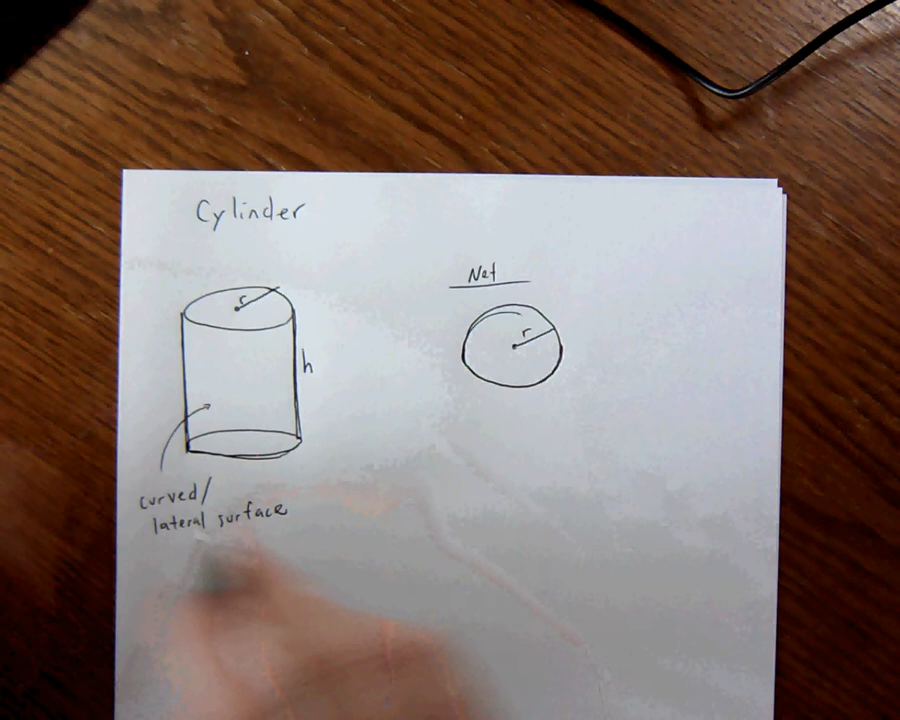 Cylinder
r
h
curved/
lateral surface
Net
r